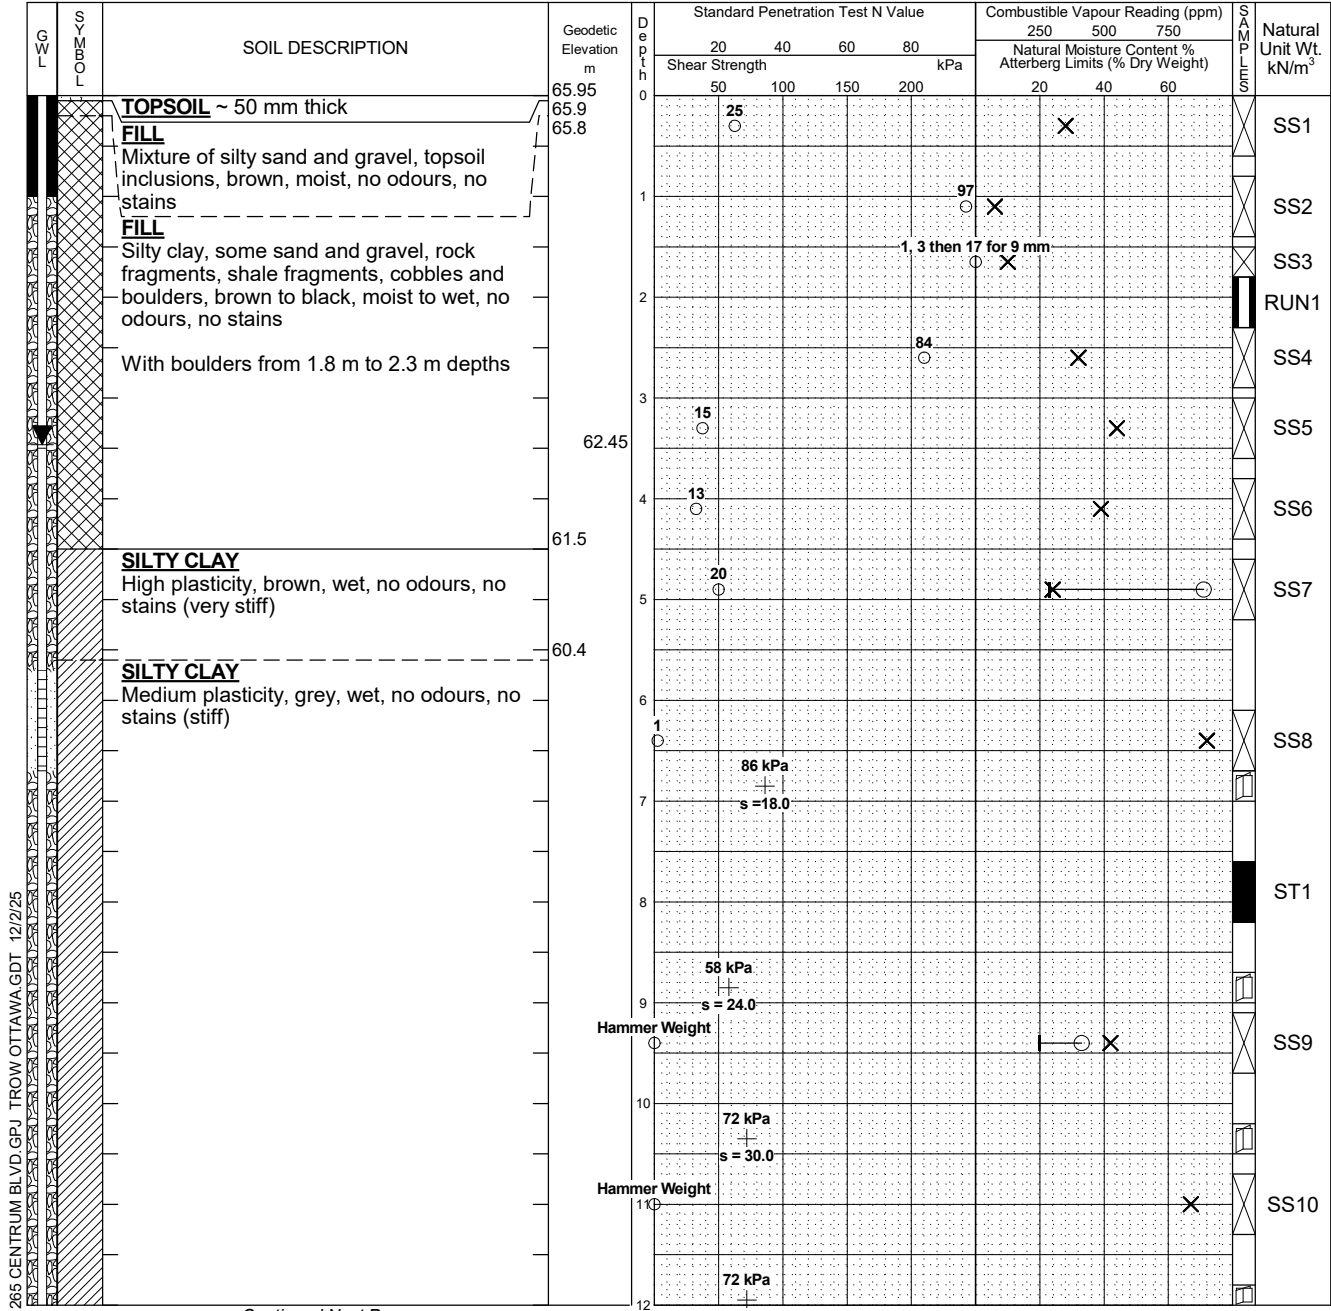 GWL
SYMBOL
SOIL DESCRIPTION
Geodetic
Elevation
m
Depth
Standard Penetration Test N Value
20 40 60 80
Shear Strength kPa
50 100 150 200
Combustible Vapour Reading (ppm)
250 500 750
Natural Moisture Content %
Atterberg Limits (% Dry Weight)
20 40 60
SAMPLES
Natural
Unit Wt.
kN/m³
65.95
0
TOPSOIL ~ 50 mm thick
65.9
65.8
FILL
Mixture of silty sand and gravel, topsoil
inclusions, brown, moist, no odours, no
stains
FILL
Silty clay, some sand and gravel, rock
fragments, shale fragments, cobbles and
boulders, brown to black, moist to wet, no
odours, no stains
With boulders from 1.8 m to 2.3 m depths
62.45
61.5
SILTY CLAY
High plasticity, brown, wet, no odours, no
stains (very stiff)
60.4
SILTY CLAY
Medium plasticity, grey, wet, no odours, no
stains (stiff)
25
SS1
1
97
SS2
1, 3 then 17 for 9 mm
SS3
2
RUN1
84
SS4
3
15
SS5
4
13
SS6
20
SS7
5
6
1
SS8
86 kPa
7
s =18.0
8
ST1
58 kPa
9
s = 24.0
Hammer Weight
SS9
10
72 kPa
s = 30.0
Hammer Weight
11
SS10
72 kPa
12
265 CENTRUM BLVD.GPJ TROW OTTAWA.GDT 12/2/25